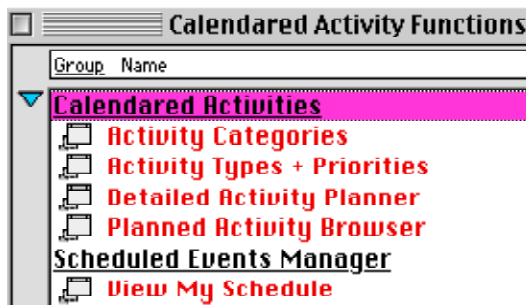 Calendared Activity Functions
Group Name
Calendared Activities
Activity Categories
Activity Types + Priorities
Detailed Activity Planner
Planned Activity Browser
Scheduled Events Manager
View My Schedule